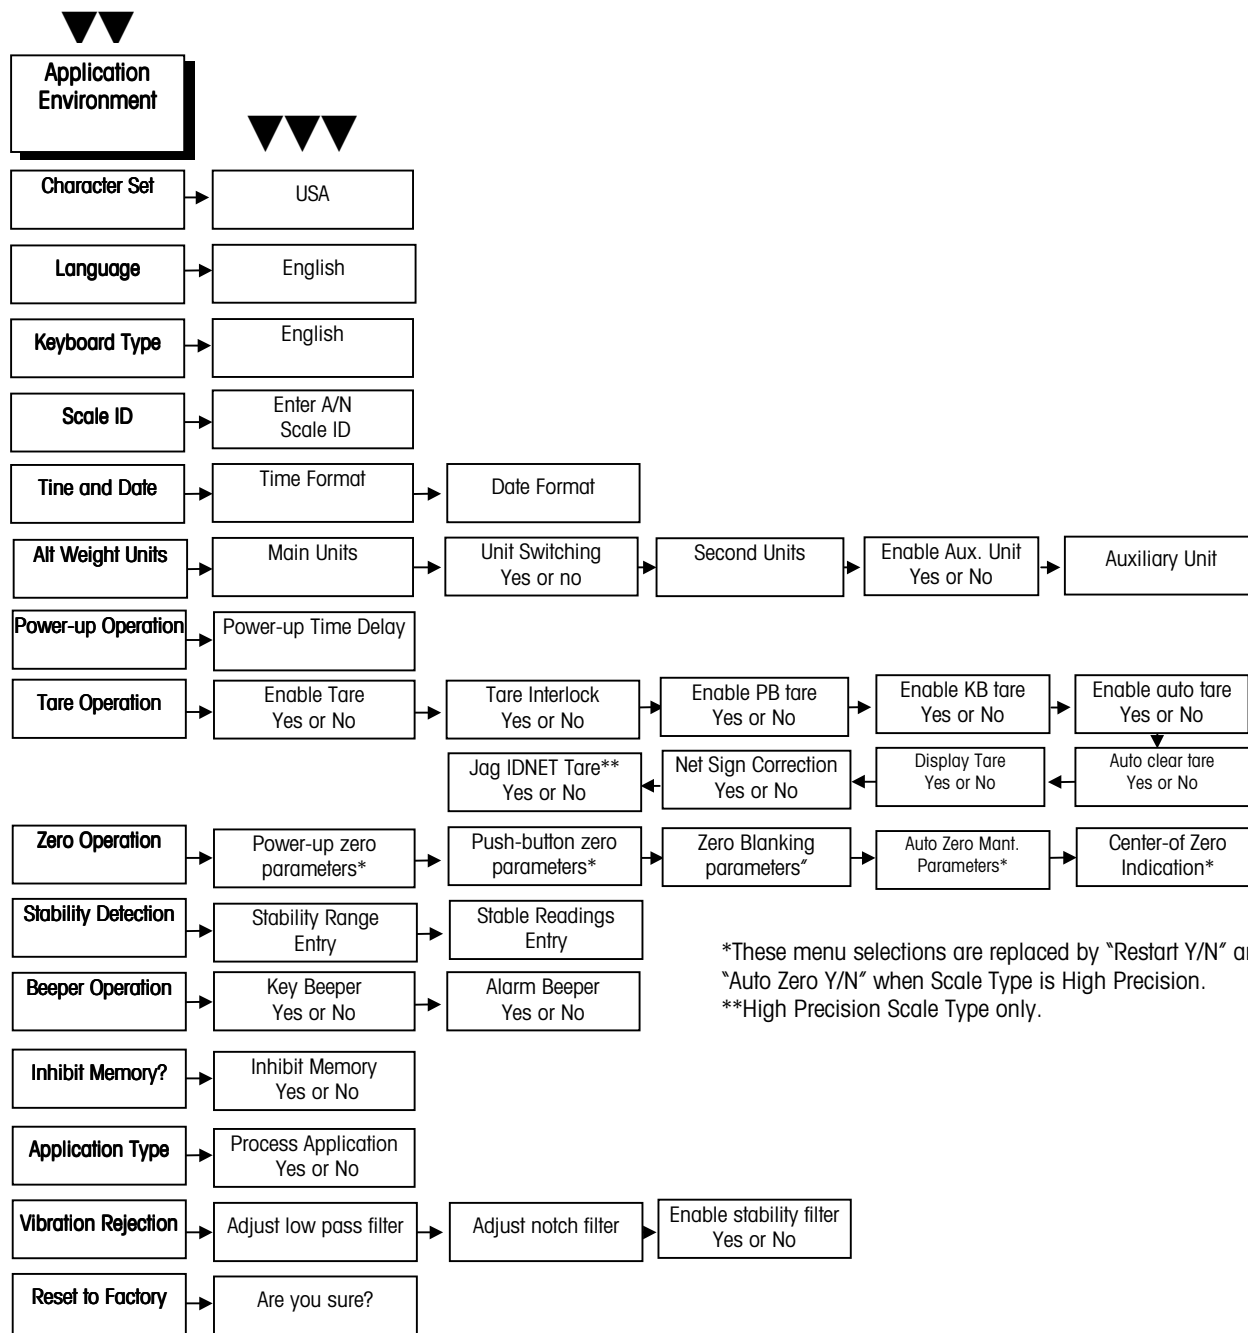 Application
Environment
Character Set
USA
Language
English
Keyboard Type
English
Scale ID
Enter A/N
Scale ID
Tine and Date
Time Format
Date Format
Alt Weight Units
Main Units
Unit Switching
Yes or no
Second Units
Enable Aux. Unit
Yes or No
Auxiliary Unit
Power-up Operation
Power-up Time Delay
Tare Operation
Enable Tare
Yes or No
Tare Interlock
Yes or No
Enable PB tare
Yes or No
Enable KB tare
Yes or No
Enable auto tare
Yes or No
Auto clear tare
Yes or No
Display Tare
Yes or No
Net Sign Correction
Yes or No
Jag IDNET Tare**
Yes or No
Zero Operation
Power-up zero
parameters*
Push-button zero
parameters*
Zero Blanking
parameters″
Auto Zero Mant.
Parameters*
Center-of Zero
Indication*
Stability Detection
Stability Range
Entry
Stable Readings
Entry
*These menu selections are replaced by ‶Restart Y/N″
‶Auto Zero Y/N″ when Scale Type is High Precision.
**High Precision Scale Type only.
Beeper Operation
Key Beeper
Yes or No
Alarm Beeper
Yes or No
Inhibit Memory?
Inhibit Memory
Yes or No
Application Type
Process Application
Yes or No
Vibration Rejection
Adjust low pass filter
Adjust notch filter
Enable stability filter
Yes or No
Reset to Factory
Are you sure?